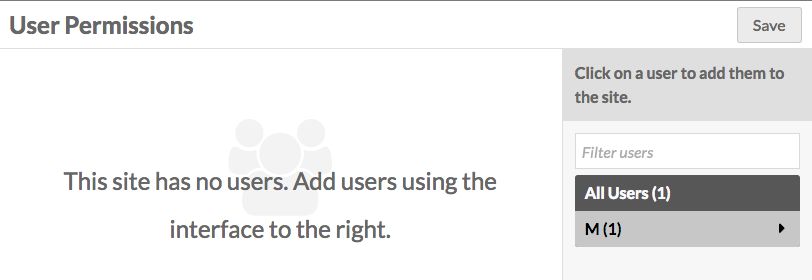 User Permissions
Save
This site has no users. Add users using the
interface to the right.
Click on a user to add them to
the site.
Filter users
All Users (1)
M (1)